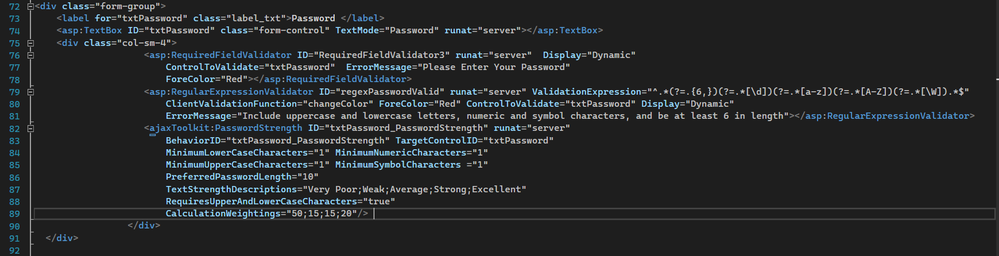 72 <div class="form-group">
73 <label for="txtPassword" class="label_txt">Password </label>
74 <asp:TextBox ID="txtPassword" class="form-control" TextMode="Password" runat="server"></asp:TextBox>
75 <div class="col-sm-4">
76 <asp:RequiredFieldValidator ID="RequiredFieldValidator3" runat="server"  Display="Dynamic"
77 ControlToValidate="txtPassword"  ErrorMessage="Please Enter Your Password"
78 ForeColor="Red"></asp:RequiredFieldValidator>
79 <asp:RegularExpressionValidator ID="regexPasswordValid" runat="server" ValidationExpression="^.*(?=.{6,})(?=.*[\d])(?=.*[a-z])(?=.*[A-Z])(?=.*[\W]).*$"
80 ClientValidationFunction="changeColor" ForeColor="Red" ControlToValidate="txtPassword" Display="Dynamic"
81 ErrorMessage="Include uppercase and lowercase letters, numeric and symbol characters, and be at least 6 in length"></asp:RegularExpressionValidator>
82 <ajaxToolkit:PasswordStrength ID="txtPassword_PasswordStrength" runat="server"
83 BehaviorID="txtPassword_PasswordStrength" TargetControlID="txtPassword"
84 MinimumLowerCaseCharacters="1" MinimumNumericCharacters="1"
85 MinimumUpperCaseCharacters="1" MinimumSymbolCharacters ="1"
86 PreferredPasswordLength="10"
87 TextStrengthDescriptions="Very Poor;Weak;Average;Strong;Excellent"
88 RequiresUpperAndLowerCaseCharacters="true"
89 CalculationWeightings="50;15;15;20"/>
90 </div>
91 </div>
92